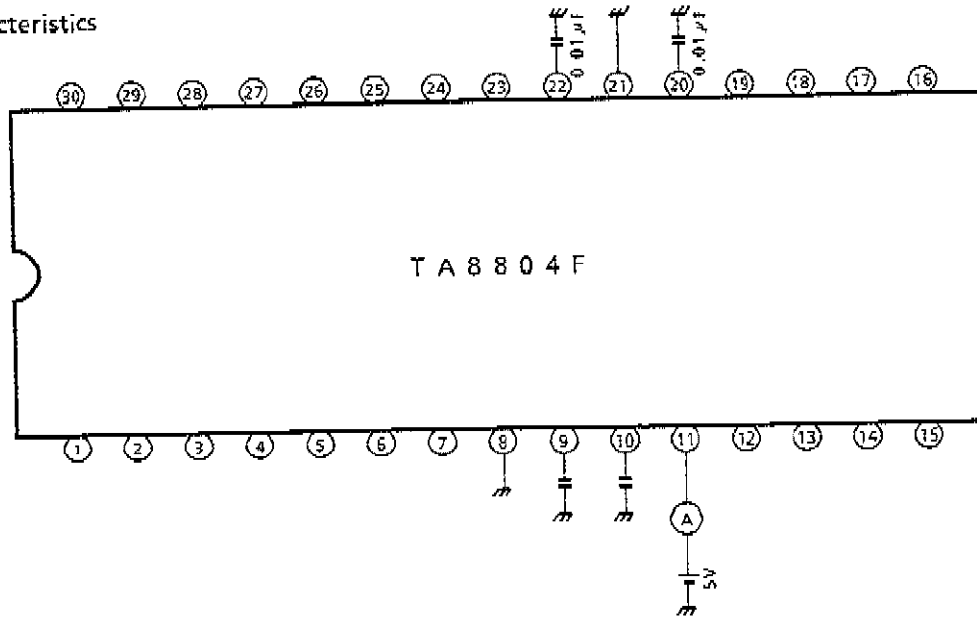 cteristics
0.01μF
0.01μF
30 29 28 27 26 25 24 23 22 21 20 19 18 17 16
TA8804F
1 2 3 4 5 6 7 8 9 10 11 12 13 14 15
A
5V